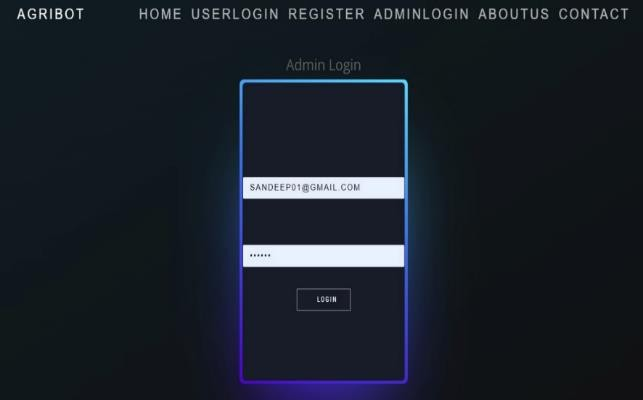 AGRIBOT HOME USERLOGIN REGISTER ADMINLOGIN ABOUTUS CONTACT
Admin Login
SANDEEP01@GMAIL.COM
••••••
LOGIN